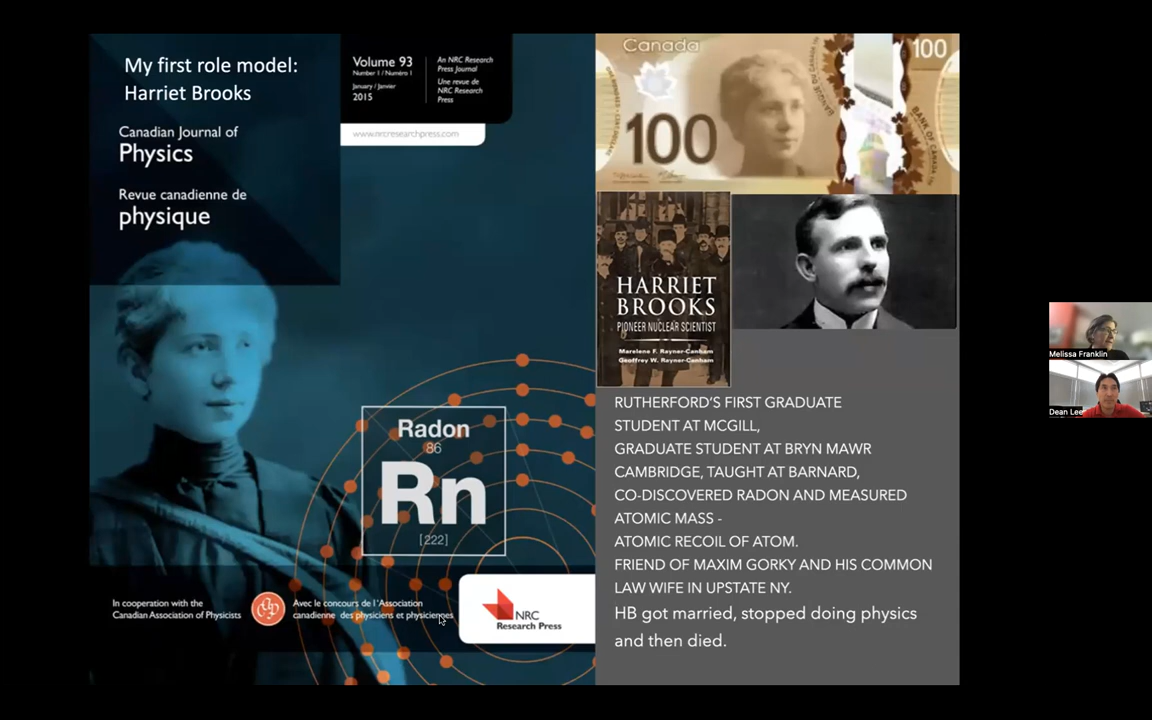 My first role model:
Harriet Brooks
Canadian Journal of
Physics
Revue canadienne de
physique
Volume 93
Number 1 / Numéro 1
January / Janvier
2015
An NRC Research
Press Journal
Une revue de
NRC Research
Press
www.nrcresearchpress.com
Radon
86
Rn
[222]
In cooperation with the
Canadian Association of Physicists
Avec le concours de l'Association
canadienne des physiciens et physiciennes
NRC
Research Press
Canada
100
100
HARRIET
BROOKS
PIONEER NUCLEAR SCIENTIST
Marelene F. Rayner-Canham
Geoffrey W. Rayner-Canham
RUTHERFORD'S FIRST GRADUATE
STUDENT AT MCGILL,
GRADUATE STUDENT AT BRYN MAWR
CAMBRIDGE, TAUGHT AT BARNARD,
CO-DISCOVERED RADON AND MEASURED
ATOMIC MASS -
ATOMIC RECOIL OF ATOM.
FRIEND OF MAXIM GORKY AND HIS COMMON
LAW WIFE IN UPSTATE NY.
HB got married, stopped doing physics
and then died.
Melissa Franklin
Dean Lee